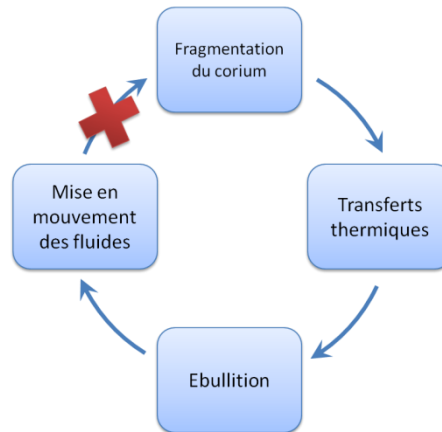 Fragmentation
du corium
Transferts
thermiques
Ebullition
Mise en
mouvement
des fluides